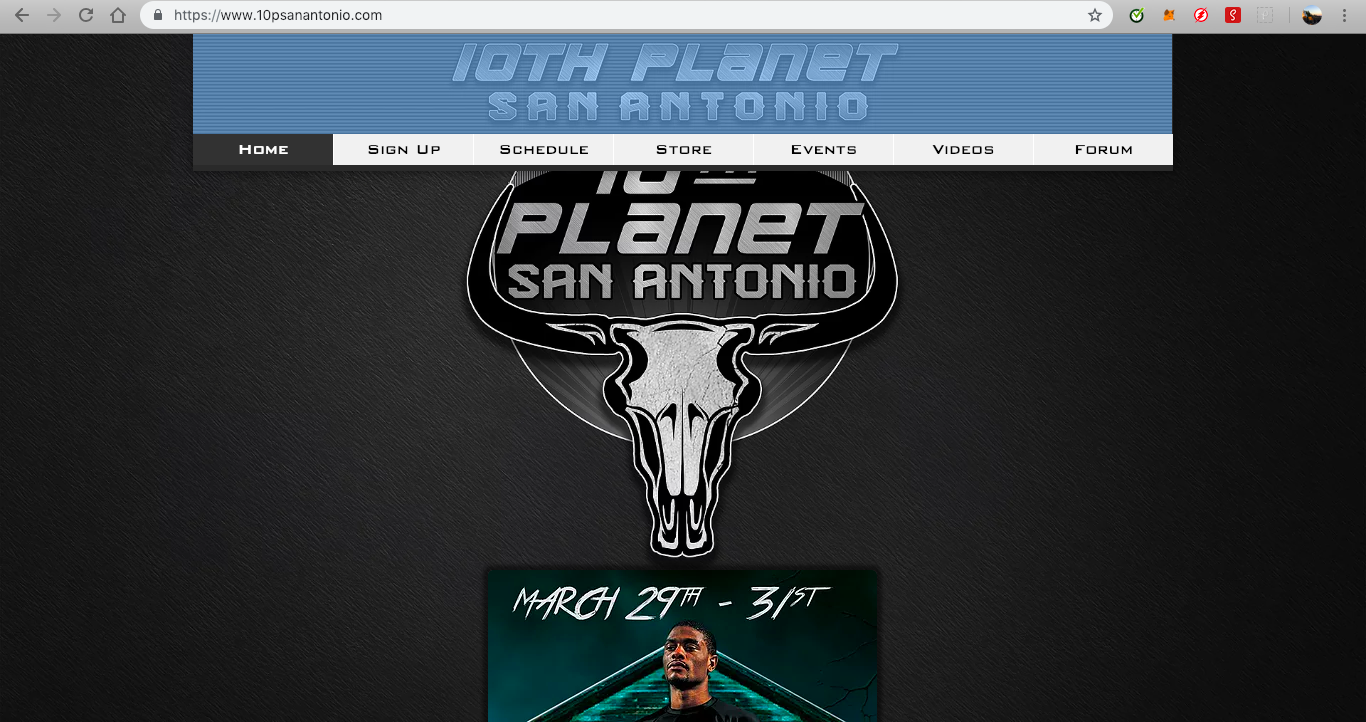 https://www.10psanantonio.com
10TH PLANET
SAN ANTONIO
HOME SIGN UP SCHEDULE STORE EVENTS VIDEOS FORUM
10TH
PLANET
SAN ANTONIO
MARCH 29TH - 31ST